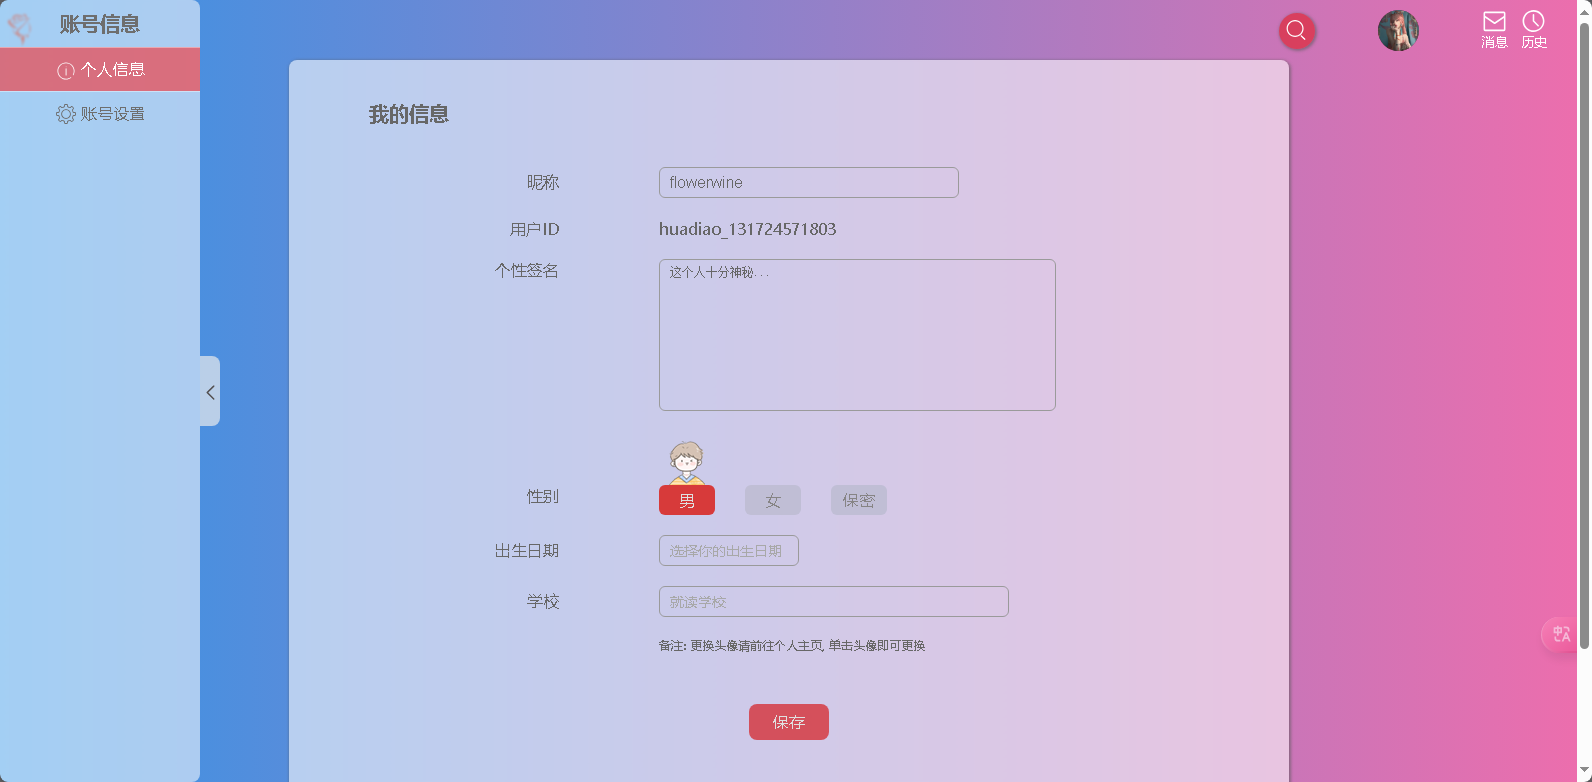 账号信息
个人信息
账号设置
消息
历史
我的信息
昵称
flowerwine
用户ID
huadiao_131724571803
个性签名
这个人十分神秘...
性别
男
女
保密
出生日期
选择你的出生日期
学校
就读学校
备注: 更换头像请前往个人主页, 单击头像即可更换
保存
中A